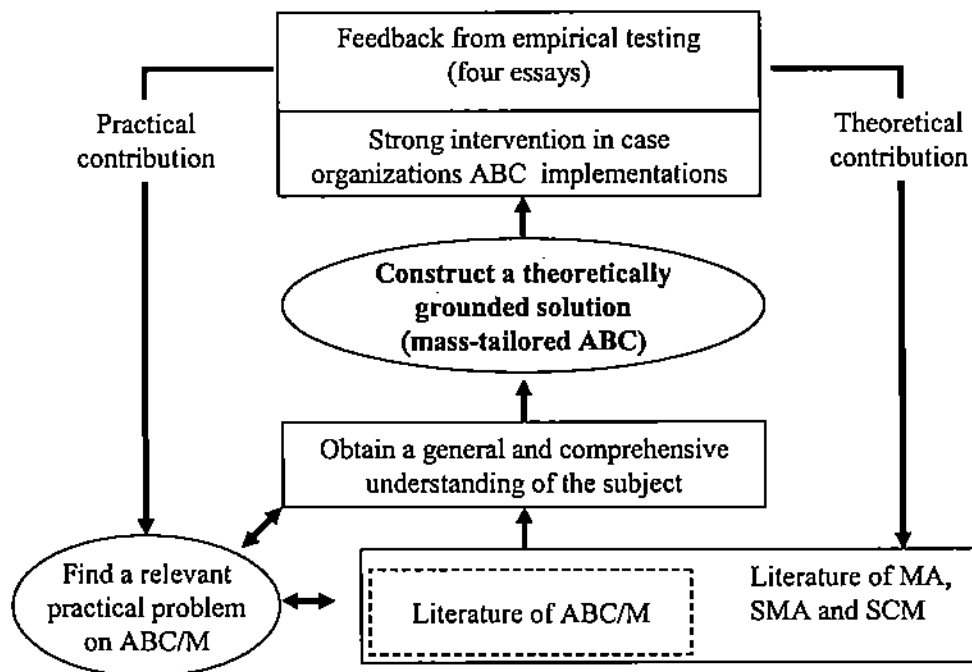 Feedback from empirical testing
(four essays)
Practical
contribution
Theoretical
contribution
Strong intervention in case
organizations ABC implementations
Construct a theoretically
grounded solution
(mass-tailored ABC)
Obtain a general and comprehensive
understanding of the subject
Find a relevant
practical problem
on ABC/M
Literature of ABC/M
Literature of MA,
SMA and SCM